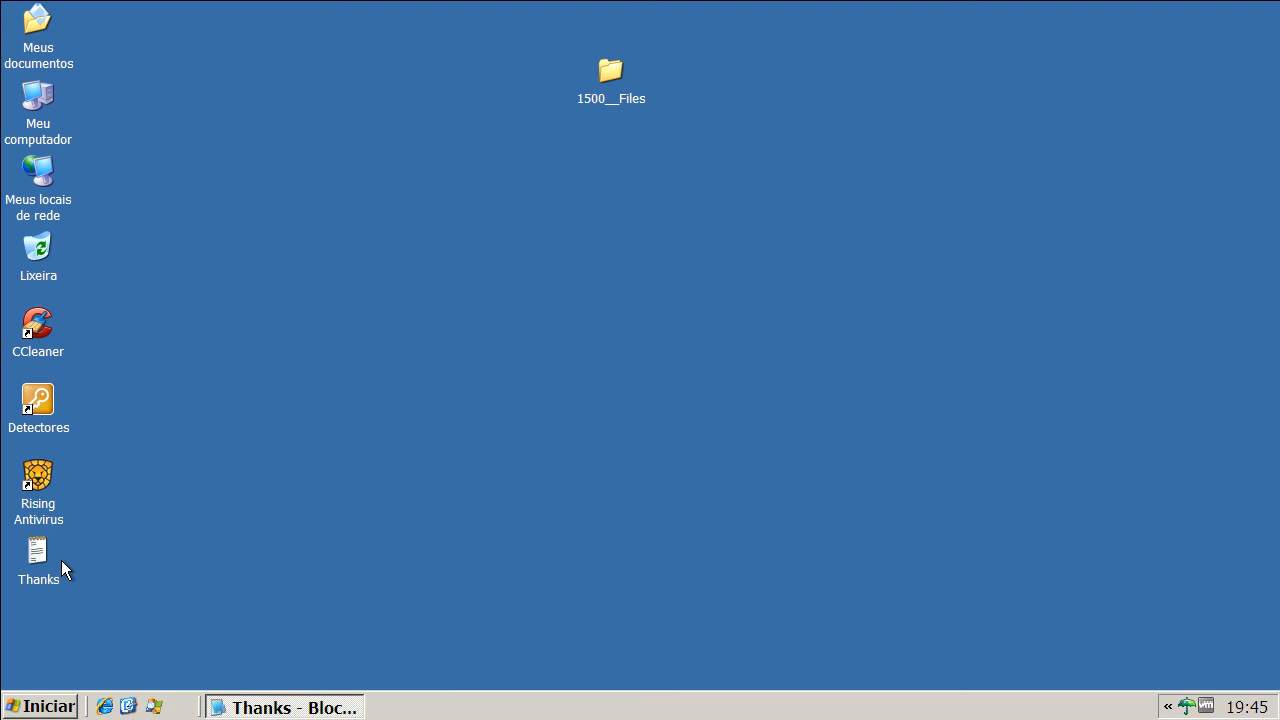 Meus
documentos
Meu
computador
Meus locais
de rede
Lixeira
CCleaner
Detectores
Rising
Antivirus
Thanks
1500__Files
Iniciar
Thanks - Bloc...
«
vm
19:45